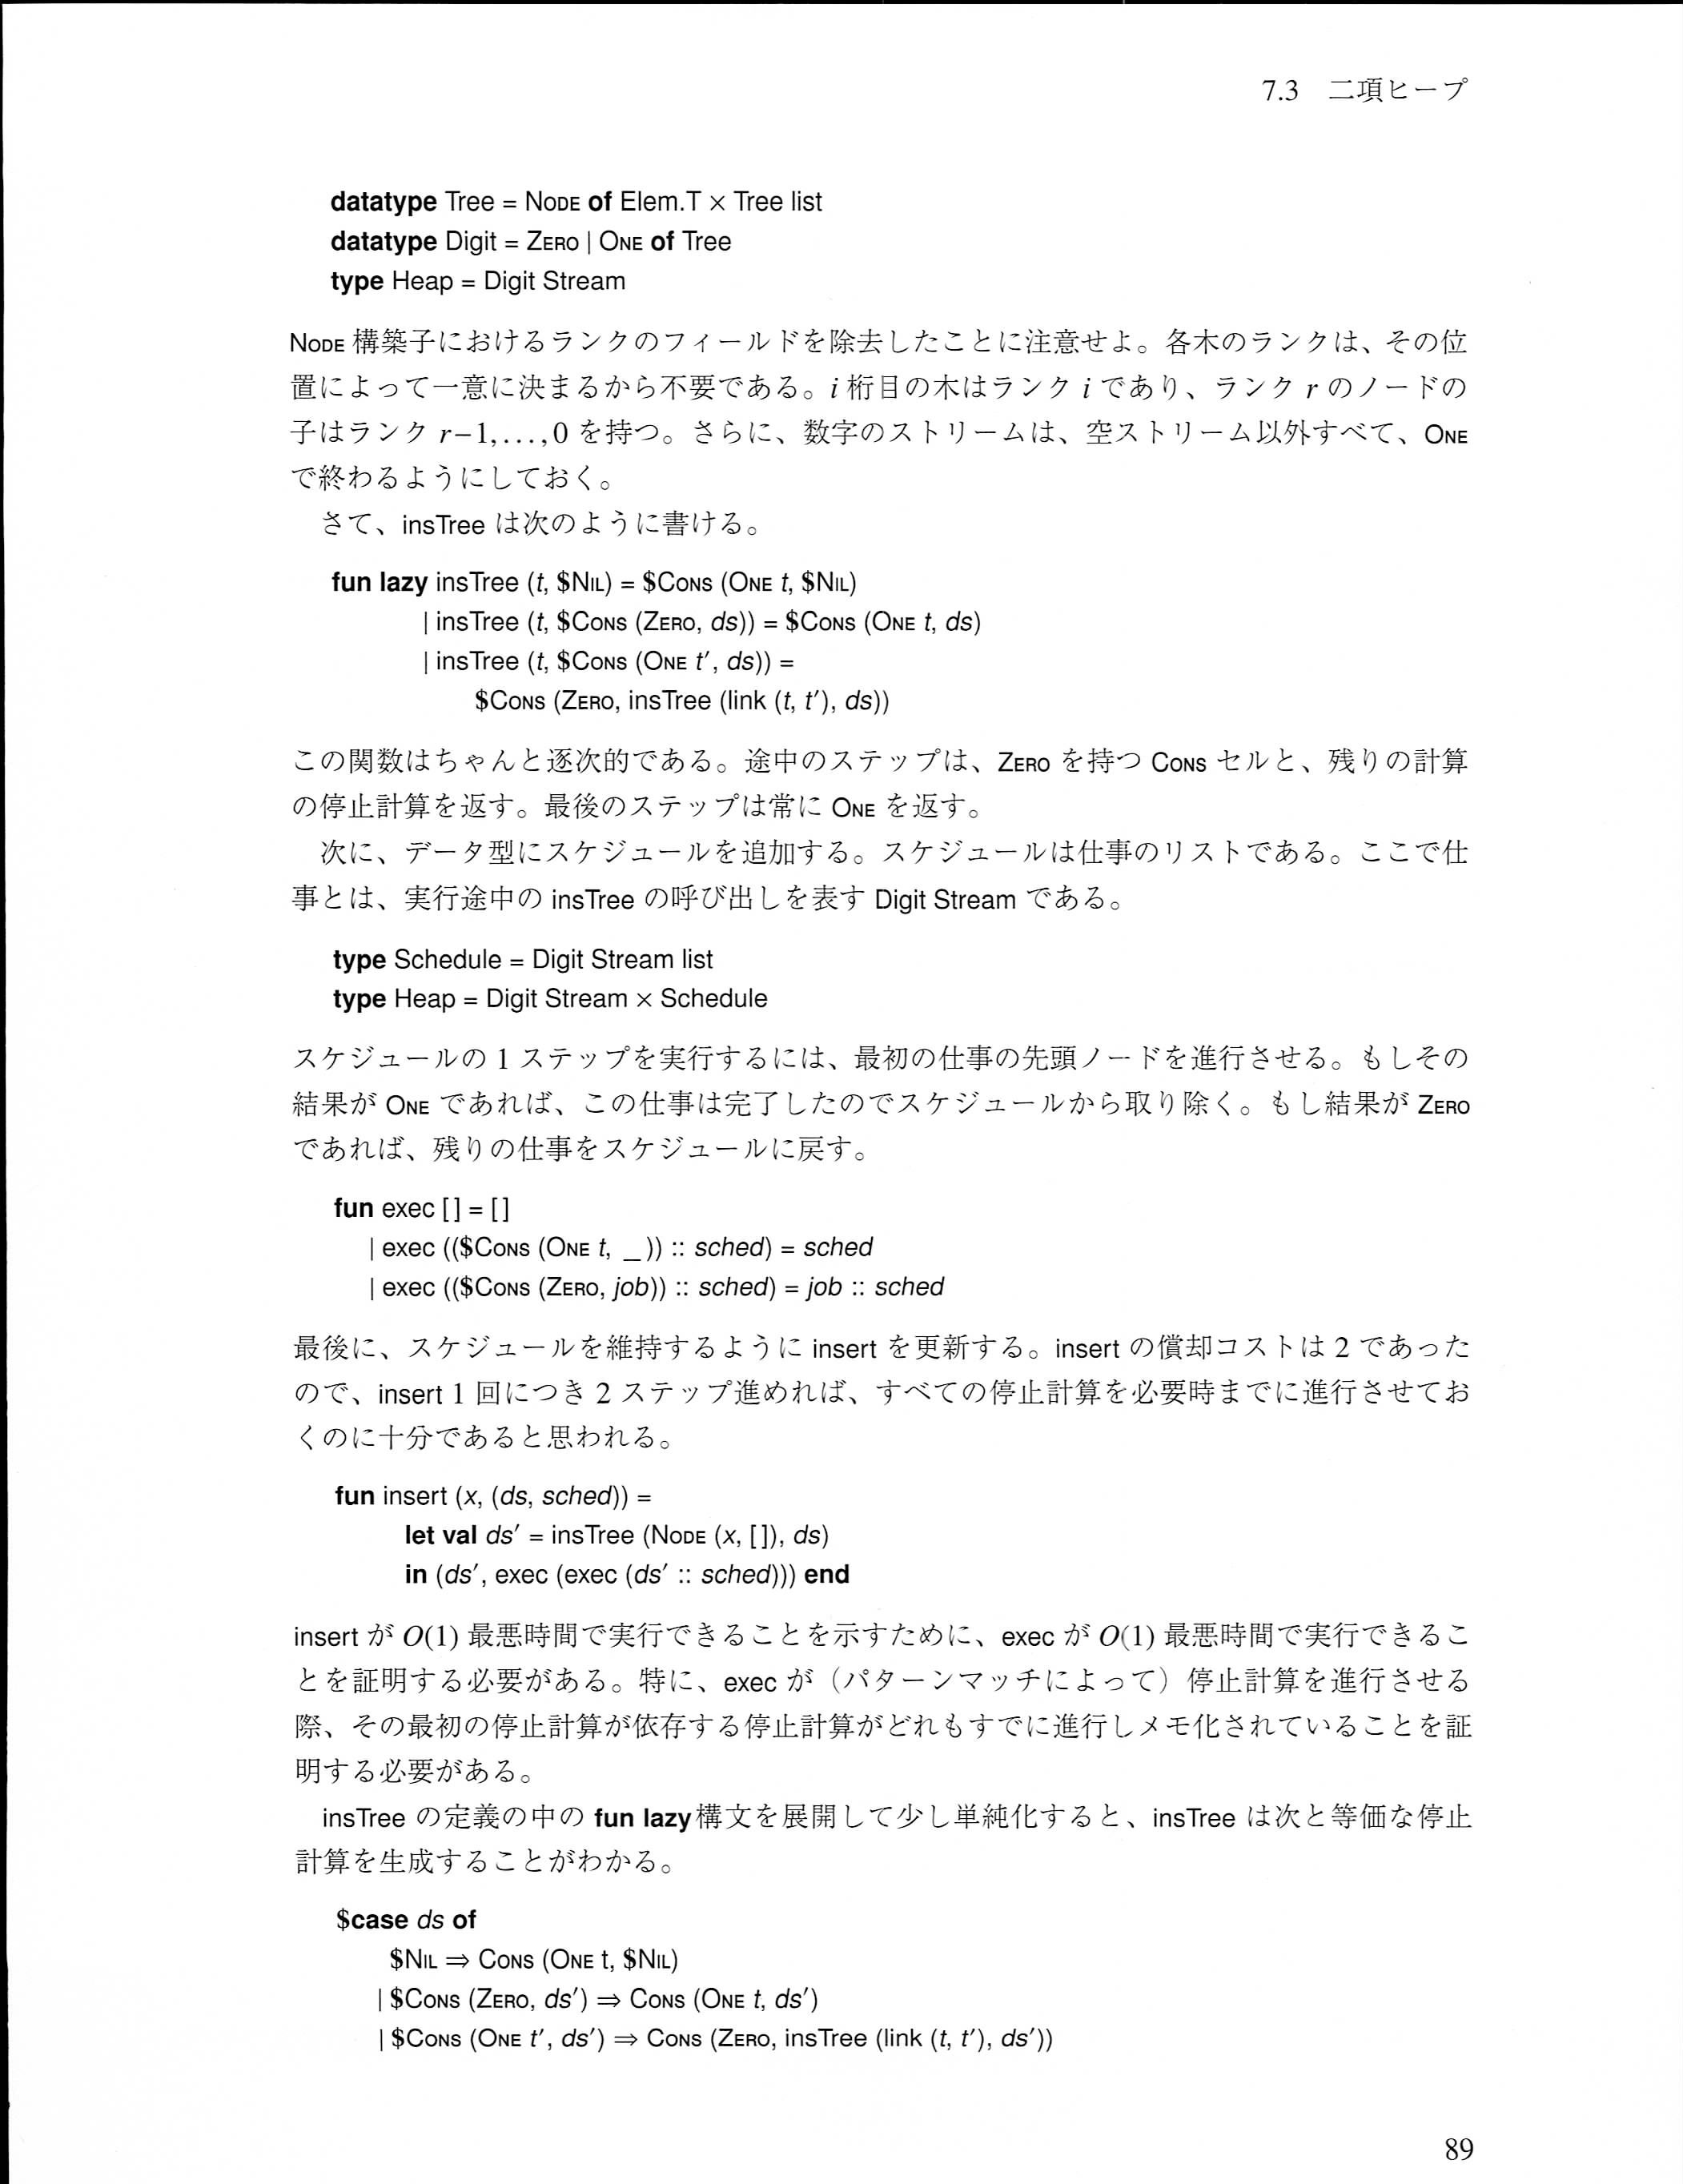 7.3 二項ヒープ
datatype Tree = NODE of Elem.T × Tree list
datatype Digit = ZERO | ONE of Tree
type Heap = Digit Stream
NODE 構築子におけるランクのフィールドを除去したことに注意せよ。各木のランクは、その位
置によって一意に決まるから不要である。i 桁目の木はランク i であり、ランク r のノードの
子はランク r−1,...,0 を持つ。さらに、数字のストリームは、空ストリーム以外すべて、ONE
で終わるようにしておく。
さて、insTree は次のように書ける。
fun lazy insTree (t, $NIL) = $CONS (ONE t, $NIL)
| insTree (t, $CONS (ZERO, ds)) = $CONS (ONE t, ds)
| insTree (t, $CONS (ONE t′, ds)) =
$CONS (ZERO, insTree (link (t, t′), ds))
この関数はちゃんと逐次的である。途中のステップは、ZERO を持つ CONS セルと、残りの計算
の停止計算を返す。最後のステップは常に ONE を返す。
次に、データ型にスケジュールを追加する。スケジュールは仕事のリストである。ここで仕
事とは、実行途中の insTree の呼び出しを表す Digit Stream である。
type Schedule = Digit Stream list
type Heap = Digit Stream × Schedule
スケジュールの 1 ステップを実行するには、最初の仕事の先頭ノードを進行させる。もしその
結果が ONE であれば、この仕事は完了したのでスケジュールから取り除く。もし結果が ZERO
であれば、残りの仕事をスケジュールに戻す。
fun exec [ ] = [ ]
| exec (($CONS (ONE t, _ )) :: sched) = sched
| exec (($CONS (ZERO, job)) :: sched) = job :: sched
最後に、スケジュールを維持するように insert を更新する。insert の償却コストは 2 であった
ので、insert 1 回につき 2 ステップ進めれば、すべての停止計算を必要時までに進行させてお
くのに十分であると思われる。
fun insert (x, (ds, sched)) =
let val ds′ = insTree (NODE (x, [ ]), ds)
in (ds′, exec (exec (ds′ :: sched))) end
insert が O(1) 最悪時間で実行できることを示すために、exec が O(1) 最悪時間で実行できるこ
とを証明する必要がある。特に、exec が（パターンマッチによって）停止計算を進行させる
際、その最初の停止計算が依存する停止計算がどれもすでに進行しメモ化されていることを証
明する必要がある。
insTree の定義の中の fun lazy構文を展開して少し単純化すると、insTree は次と等価な停止
計算を生成することがわかる。
$case ds of
$NIL ⇒ CONS (ONE t, $NIL)
| $CONS (ZERO, ds′) ⇒ CONS (ONE t, ds′)
| $CONS (ONE t′, ds′) ⇒ CONS (ZERO, insTree (link (t, t′), ds′))
89